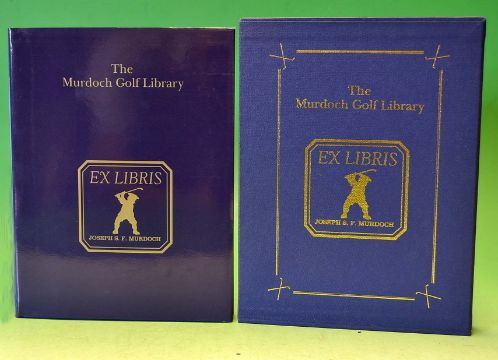 The
Murdoch Golf Library
EX LIBRIS
JOSEPH S. F. MURDOCH
The
Murdoch Golf Library
EX LIBRIS
JOSEPH S. F. MURDOCH